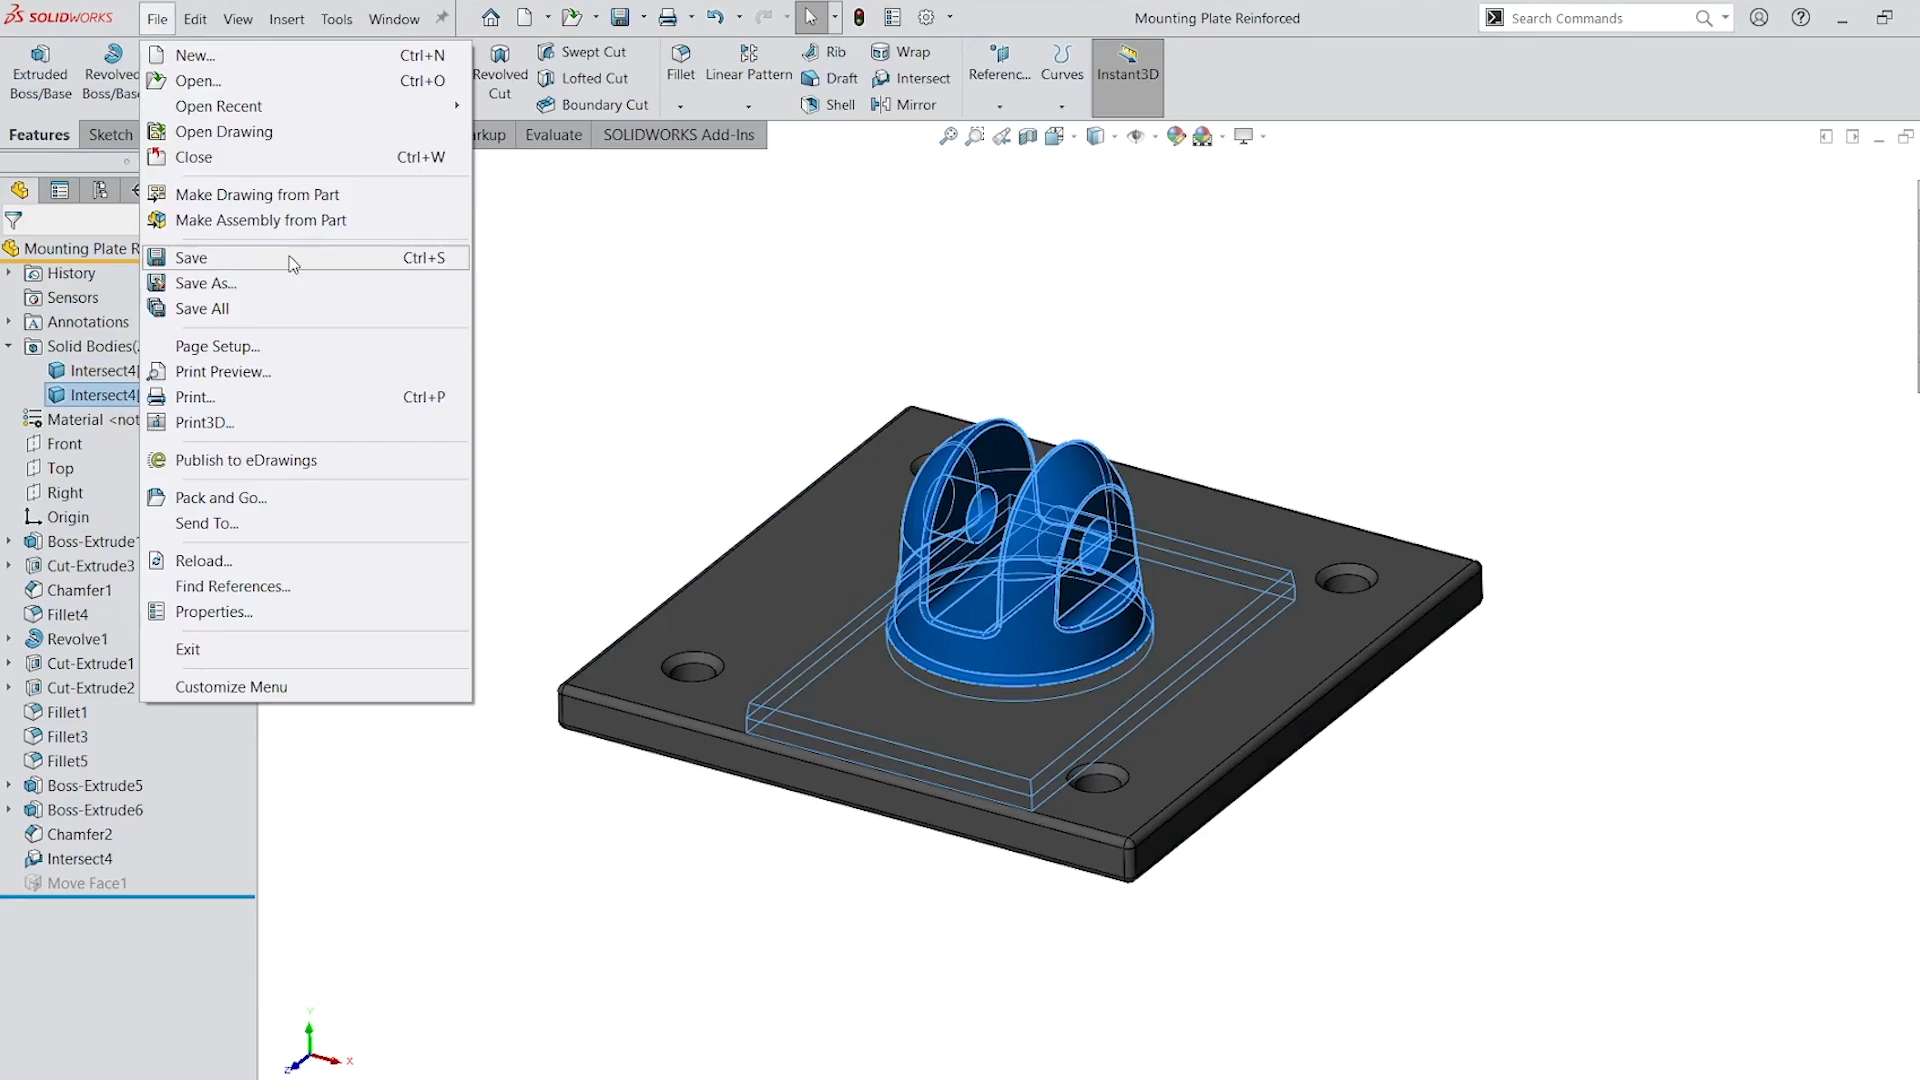 SOLIDWORKS File Edit View Insert Tools Window Mounting Plate Reinforced Search Commands
Extruded Boss/Base
Revolved Boss/Base
Revolved Cut
Swept Cut
Lofted Cut
Boundary Cut
Fillet
Linear Pattern
Rib
Draft
Shell
Wrap
Intersect
Mirror
Referenc...
Curves
Instant3D
Features Sketch rkup Evaluate SOLIDWORKS Add-Ins
New... Ctrl+N
Open... Ctrl+O
Open Recent
Open Drawing
Close Ctrl+W
Make Drawing from Part
Make Assembly from Part
Save Ctrl+S
Save As...
Save All
Page Setup...
Print Preview...
Print... Ctrl+P
Print3D...
Publish to eDrawings
Pack and Go...
Send To...
Reload...
Find References...
Properties...
Exit
Customize Menu
Mounting Plate R
History
Sensors
Annotations
Solid Bodies(
Intersect4[
Intersect4[
Material <not
Front
Top
Right
Origin
Boss-Extrude1
Cut-Extrude3
Chamfer1
Fillet4
Revolve1
Cut-Extrude1
Cut-Extrude2
Fillet1
Fillet3
Fillet5
Boss-Extrude5
Boss-Extrude6
Chamfer2
Intersect4
Move Face1
Y
X
Z